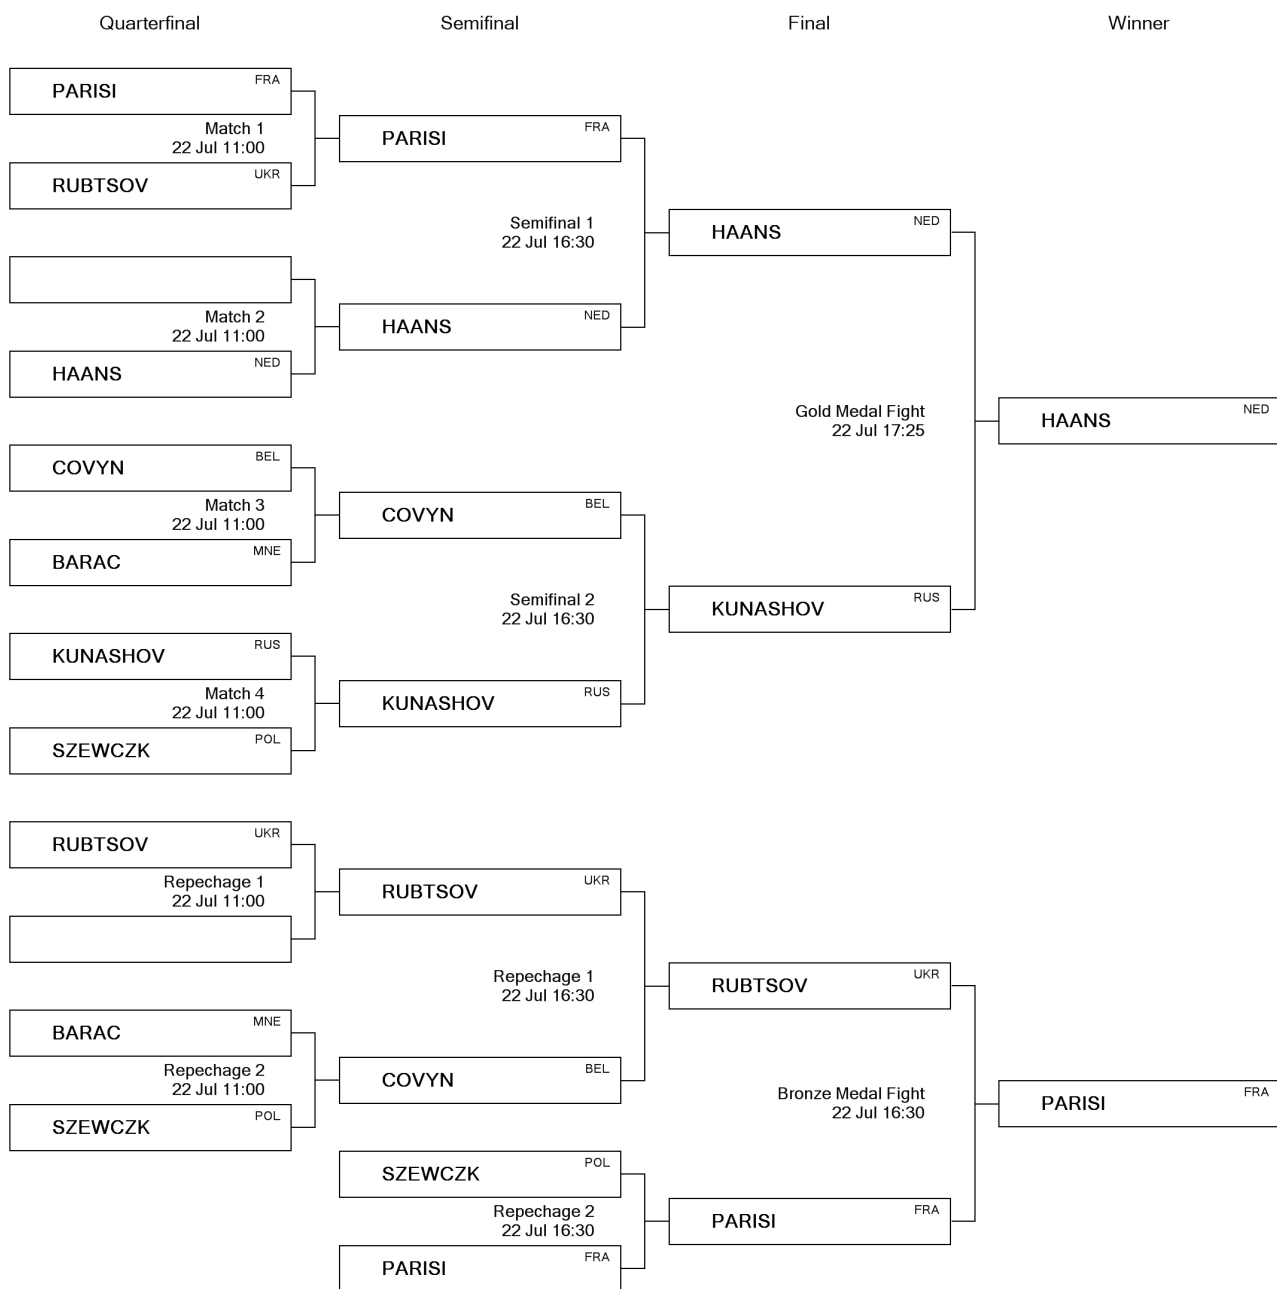 Quarterfinal
Semifinal
Final
Winner
PARISI
FRA
Match 1
22 Jul 11:00
RUBTSOV
UKR
PARISI
FRA
Semifinal 1
22 Jul 16:30
HAANS
NED
Match 2
22 Jul 11:00
HAANS
NED
HAANS
NED
Gold Medal Fight
22 Jul 17:25
HAANS
NED
COVYN
BEL
Match 3
22 Jul 11:00
BARAC
MNE
COVYN
BEL
Semifinal 2
22 Jul 16:30
KUNASHOV
RUS
KUNASHOV
RUS
Match 4
22 Jul 11:00
SZEWCZK
POL
KUNASHOV
RUS
RUBTSOV
UKR
Repechage 1
22 Jul 11:00
RUBTSOV
UKR
Repechage 1
22 Jul 16:30
RUBTSOV
UKR
BARAC
MNE
Repechage 2
22 Jul 11:00
SZEWCZK
POL
COVYN
BEL
Bronze Medal Fight
22 Jul 16:30
PARISI
FRA
SZEWCZK
POL
Repechage 2
22 Jul 16:30
PARISI
FRA
PARISI
FRA